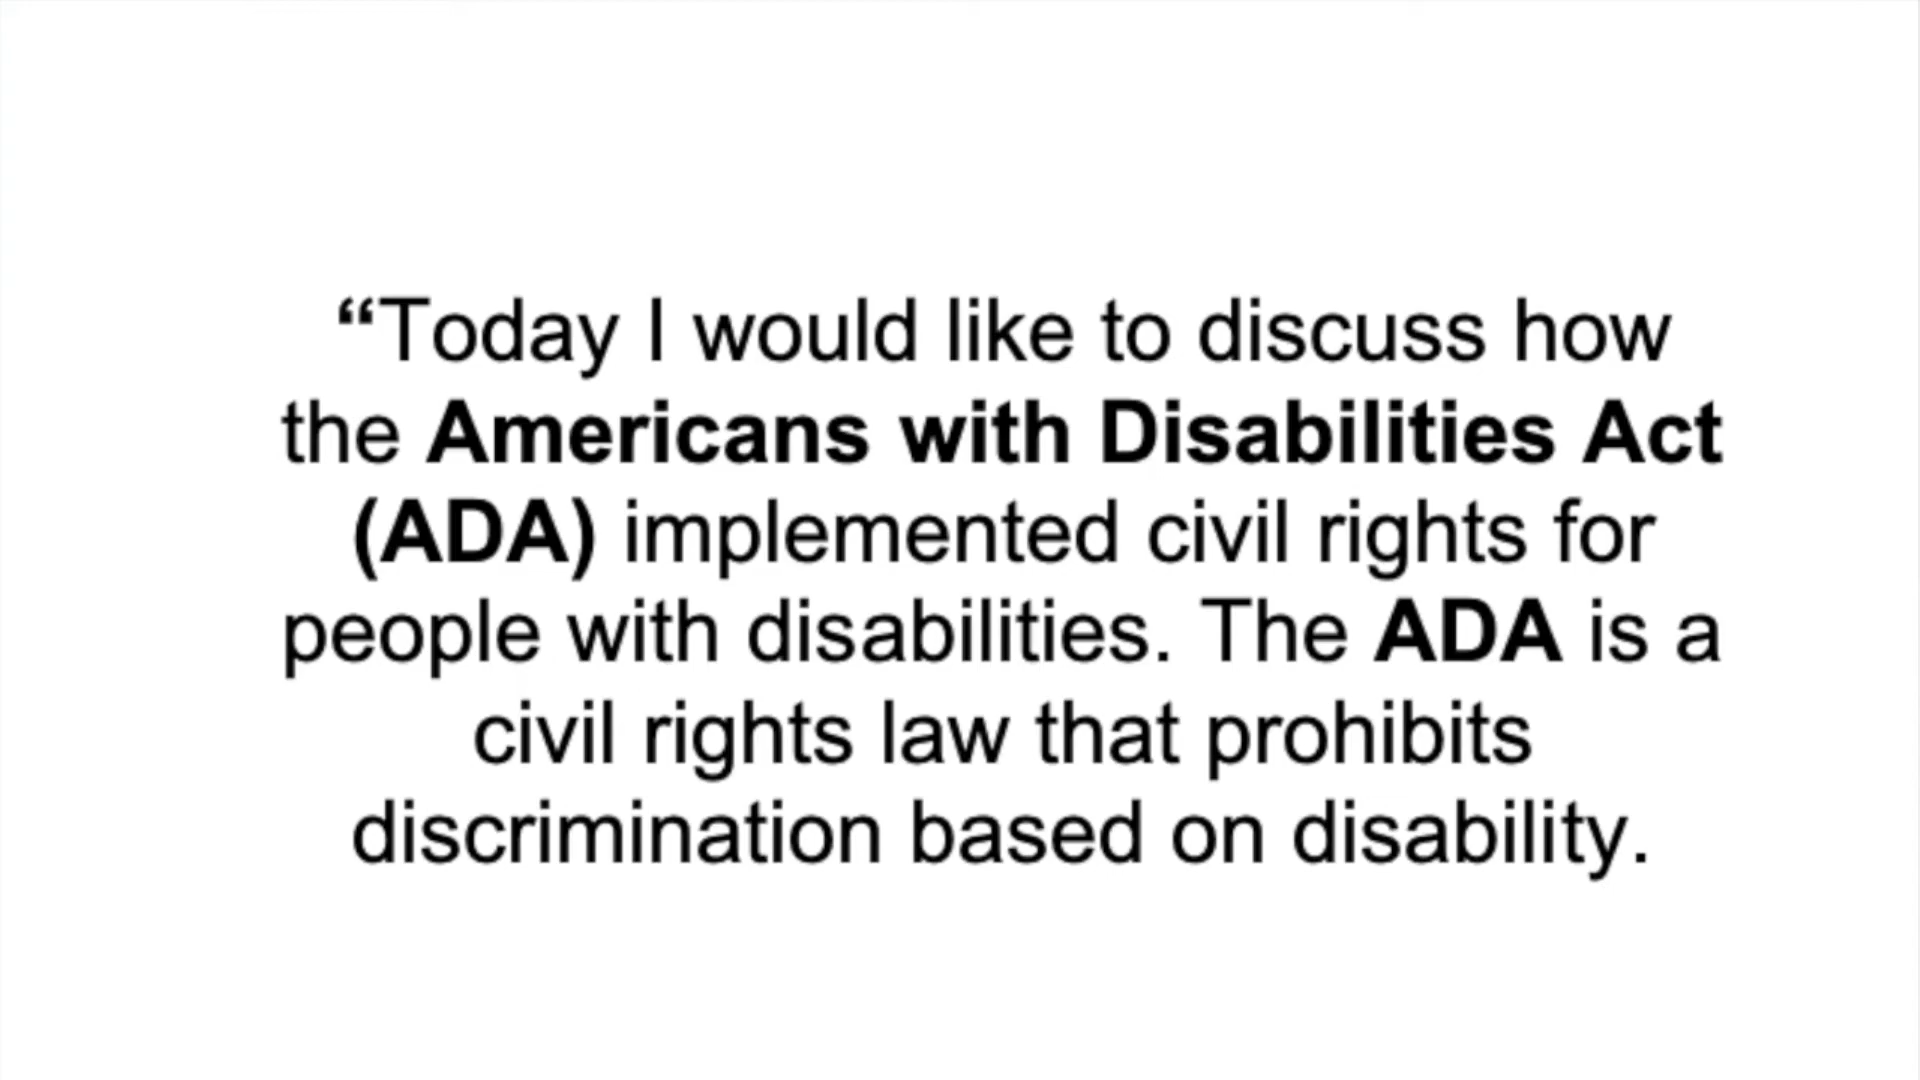 “Today I would like to discuss how
the Americans with Disabilities Act
(ADA) implemented civil rights for
people with disabilities. The ADA is a
civil rights law that prohibits
discrimination based on disability.